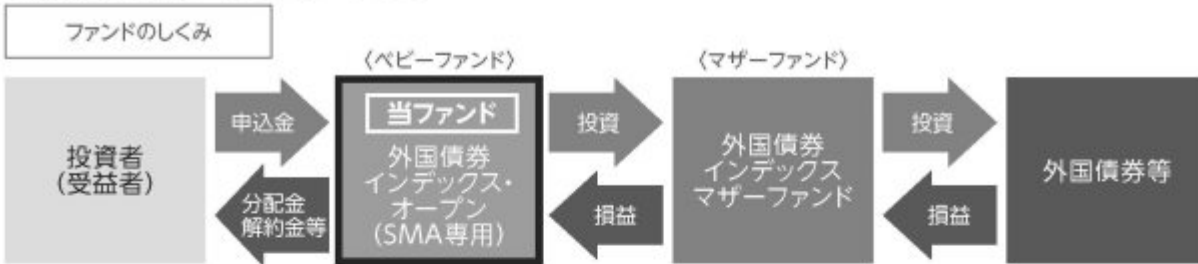 ファンドのしくみ
〈ベビーファンド〉
〈マザーファンド〉
投資者
(受益者)
申込金
分配金
解約金等
当ファンド
外国債券
インデックス・
オープン
(SMA専用)
投資
損益
外国債券
インデックス
マザーファンド
投資
損益
外国債券等